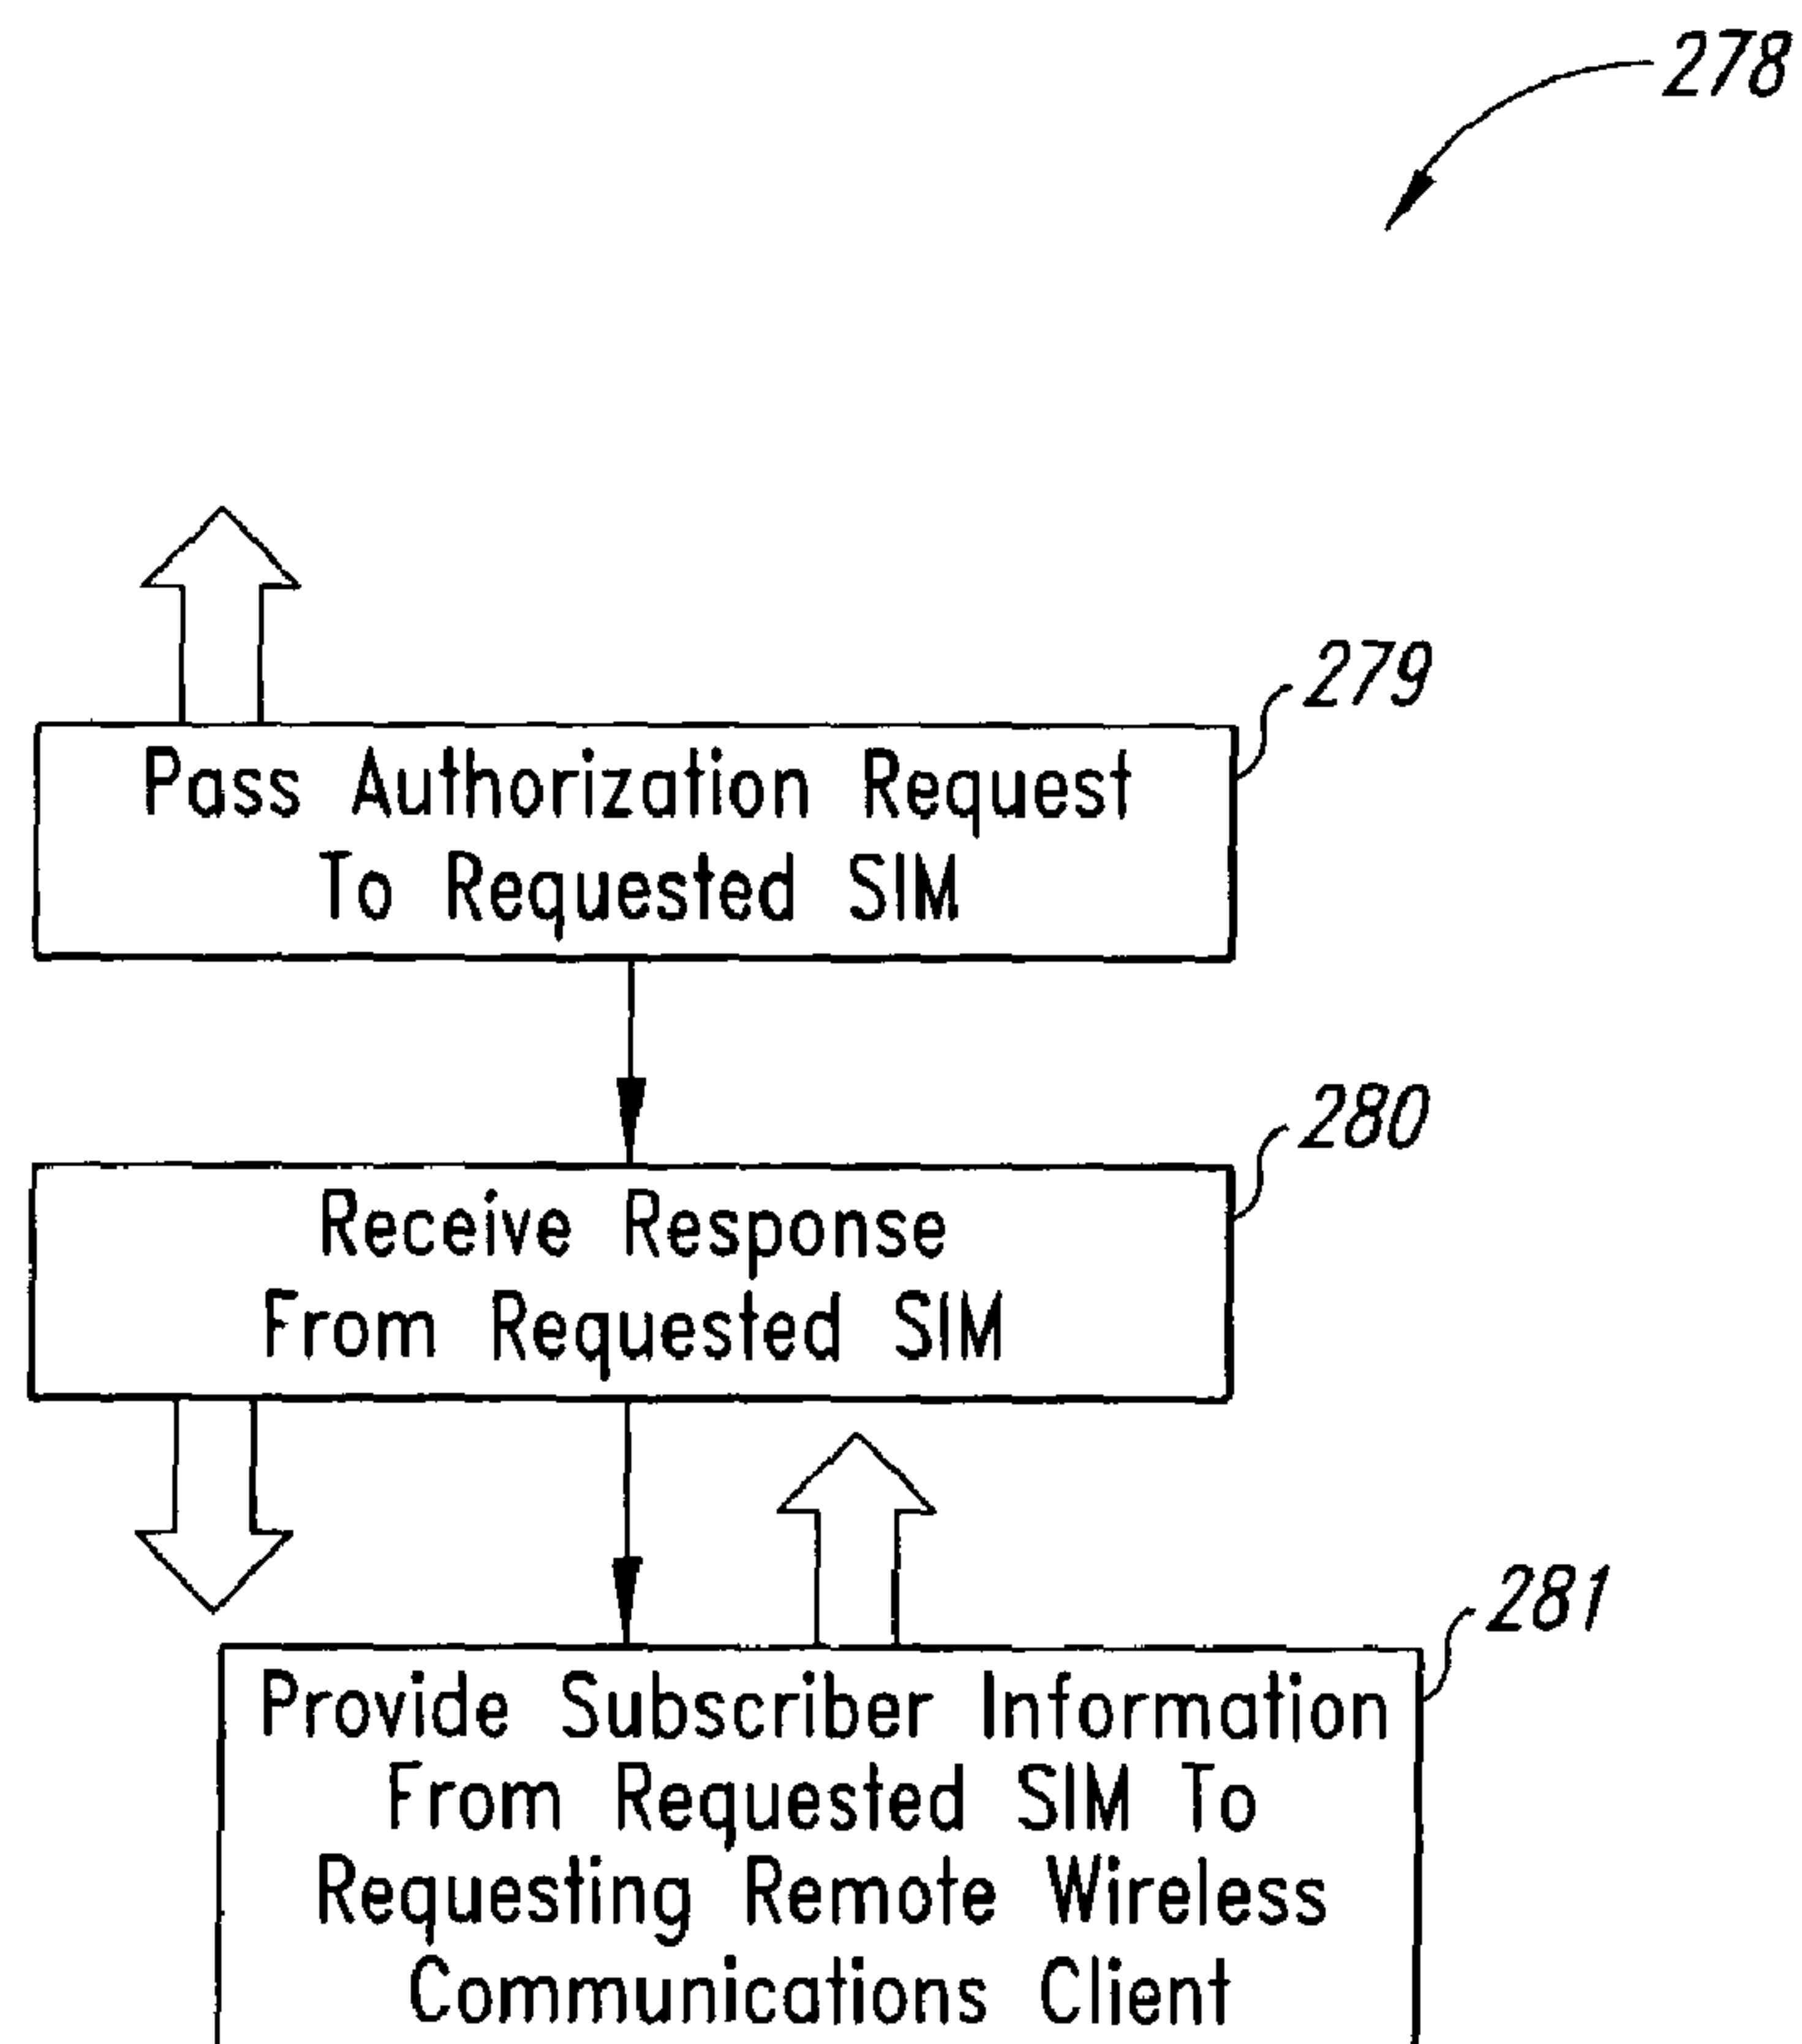 278
279
Pass Authorization Request
To Requested SIM
280
Receive Response
From Requested SIM
281
Provide Subscriber Information
From Requested SIM To
Requesting Remote Wireless
Communications Client